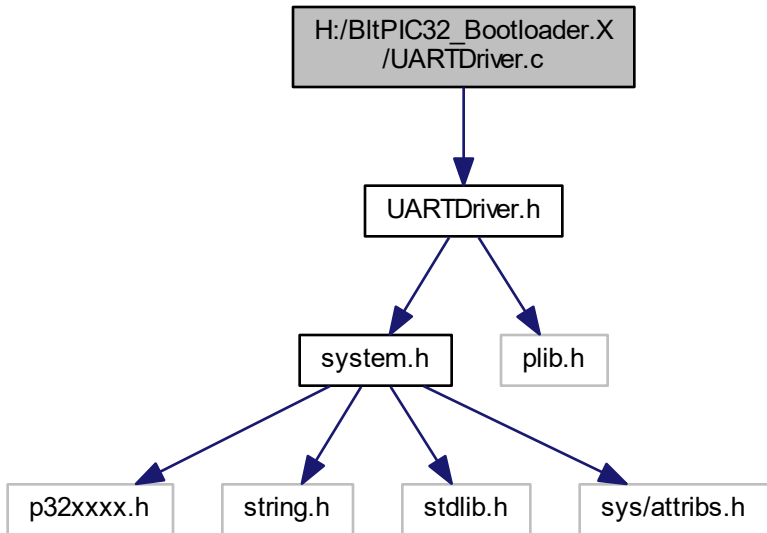 H:/BltPIC32_Bootloader.X
/UARTDriver.c
UARTDriver.h
system.h
plib.h
p32xxxx.h
string.h
stdlib.h
sys/attribs.h